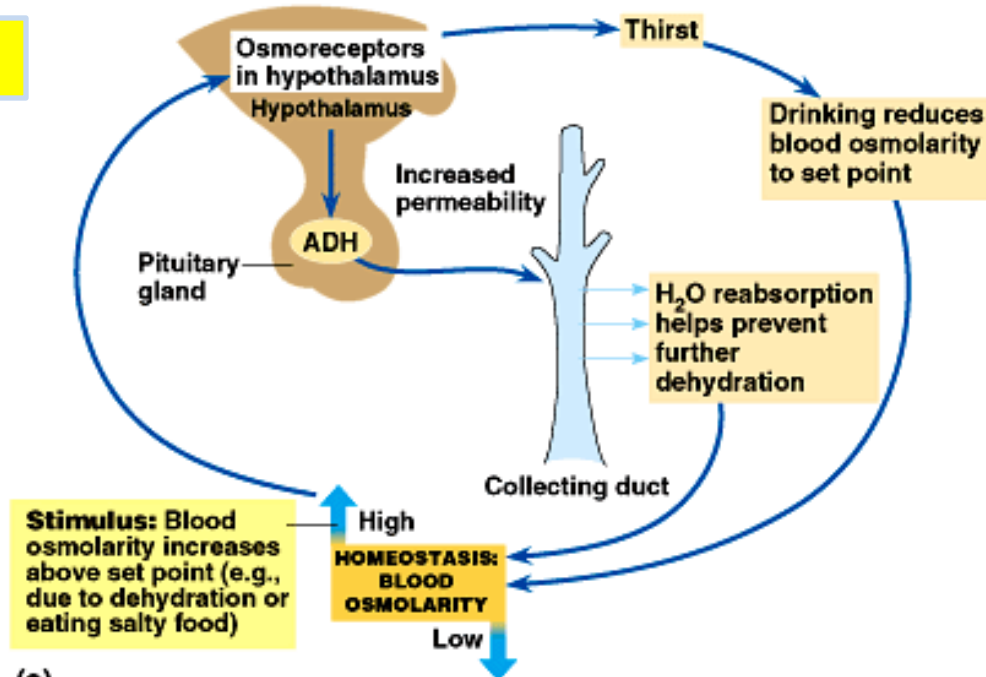 Osmoreceptors
in hypothalamus
Hypothalamus
Thirst
Drinking reduces
blood osmolarity
to set point
Increased
permeability
ADH
Pituitary
gland
H₂O reabsorption
helps prevent
further
dehydration
Collecting duct
Stimulus: Blood
osmolarity increases
above set point (e.g.,
due to dehydration or
eating salty food)
High
HOMEOSTASIS:
BLOOD
OSMOLARITY
Low